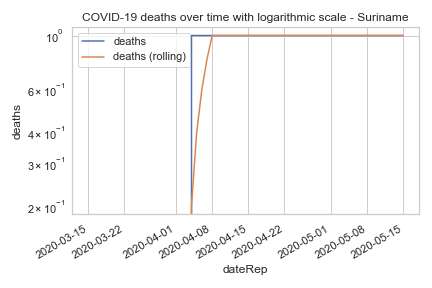 COVID-19 deaths over time with logarithmic scale - Suriname
deaths
deaths (rolling)
10⁰
6 × 10⁻¹
4 × 10⁻¹
3 × 10⁻¹
2 × 10⁻¹
deaths
2020-03-15
2020-03-22
2020-04-01
2020-04-08
2020-04-15
2020-04-22
2020-05-01
2020-05-08
2020-05-15
dateRep